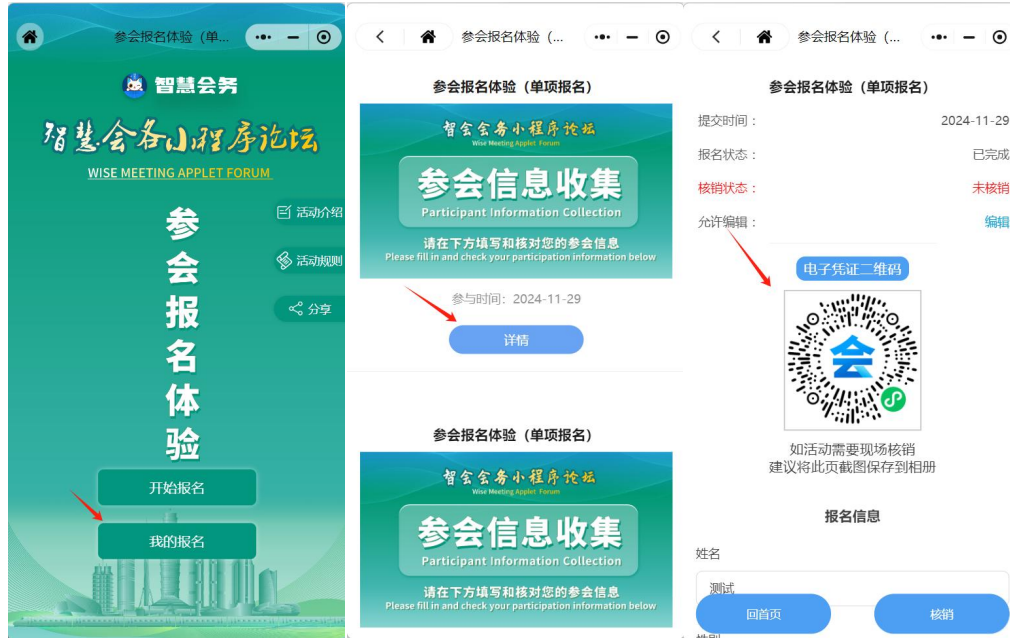 参会报名体验（单...
智慧会务
智慧会务小程序论坛
WISE MEETING APPLET FORUM
参
会
报
名
体
验
活动介绍
活动规则
分享
开始报名
我的报名
参会报名体验（...
参会报名体验（单项报名）
智会会务小程序论坛
Wise Meeting Applet Forum
参会信息收集
Participant Information Collection
请在下方填写和核对您的参会信息
Please fill in and check your participation information below
参与时间：2024-11-29
详情
参会报名体验（单项报名）
智会会务小程序论坛
Wise Meeting Applet Forum
参会信息收集
Participant Information Collection
请在下方填写和核对您的参会信息
Please fill in and check your participation information below
参会报名体验（...
参会报名体验（单项报名）
提交时间： 2024-11-29
报名状态： 已完成
核销状态： 未核销
允许编辑： 编辑
电子凭证二维码
会
如活动需要现场核销
建议将此页截图保存到相册
报名信息
姓名
测试
回首页
核销